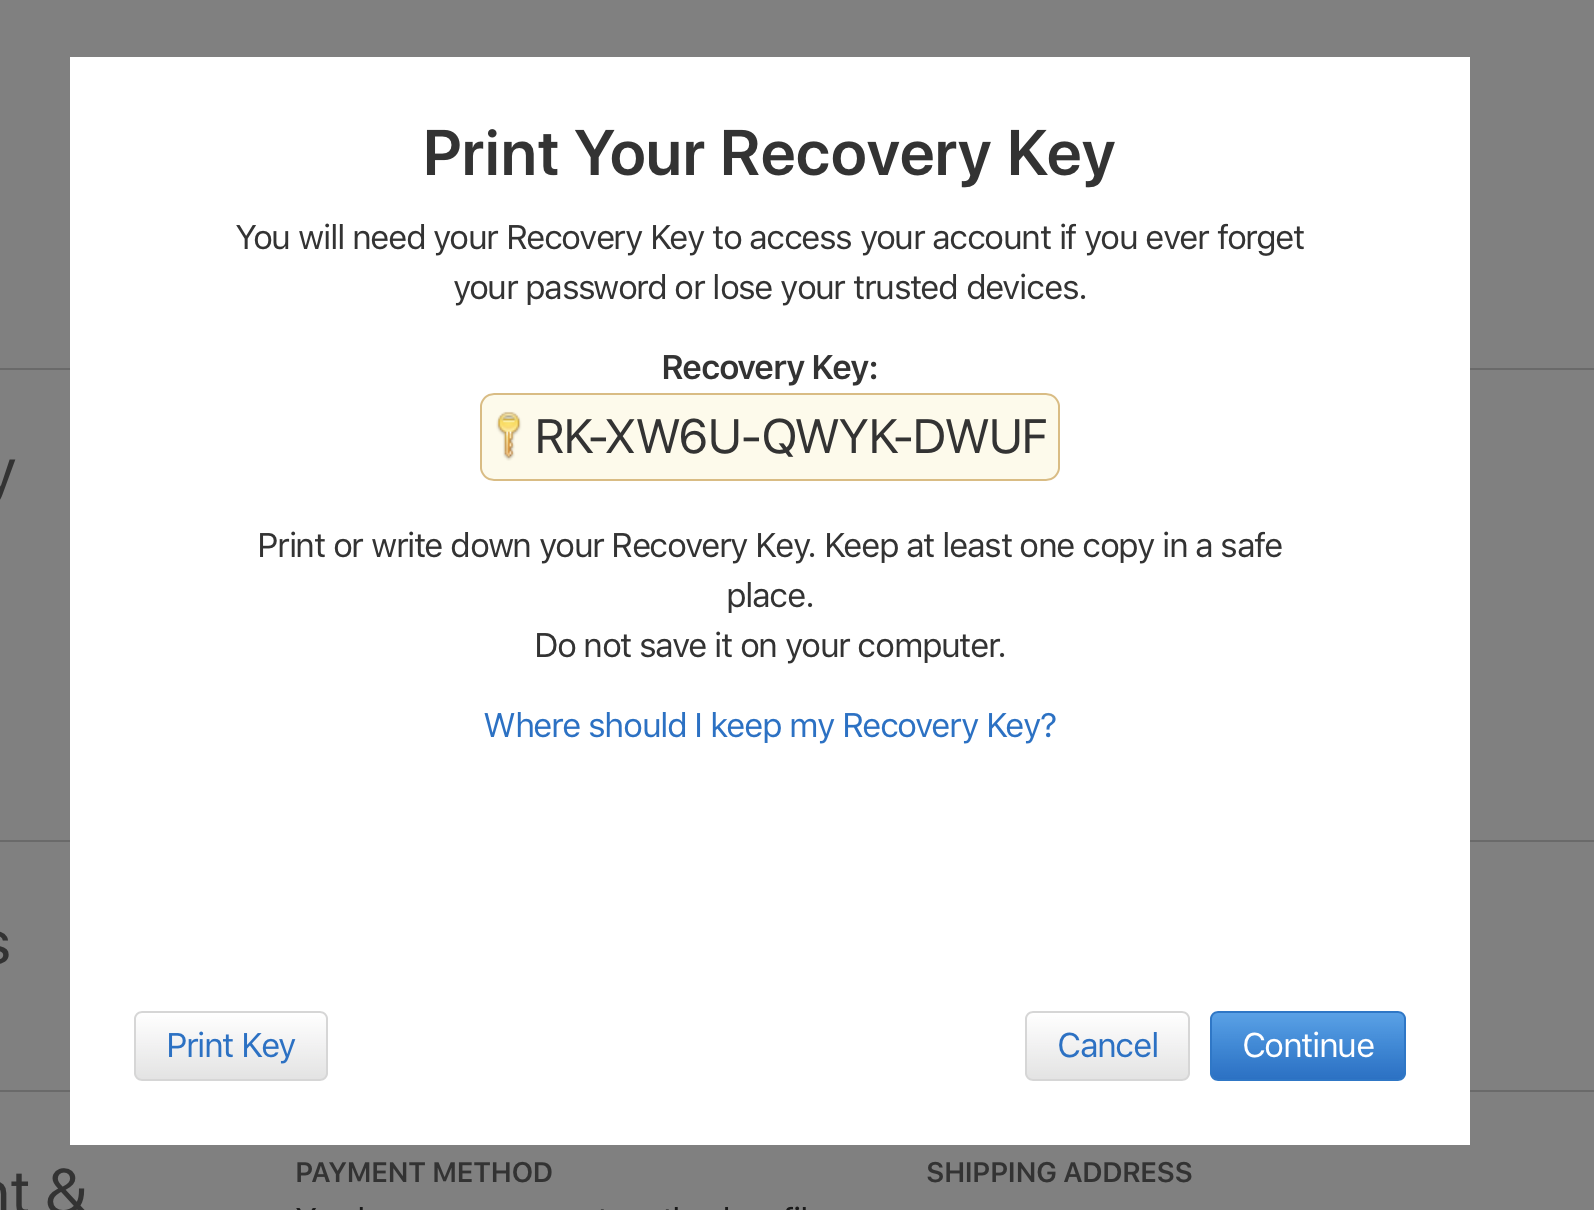 Print Your Recovery Key
You will need your Recovery Key to access your account if you ever forget
your password or lose your trusted devices.
Recovery Key:
RK-XW6U-QWYK-DWUF
Print or write down your Recovery Key. Keep at least one copy in a safe
place.
Do not save it on your computer.
Where should I keep my Recovery Key?
Print Key
Cancel
Continue
PAYMENT METHOD
SHIPPING ADDRESS
&